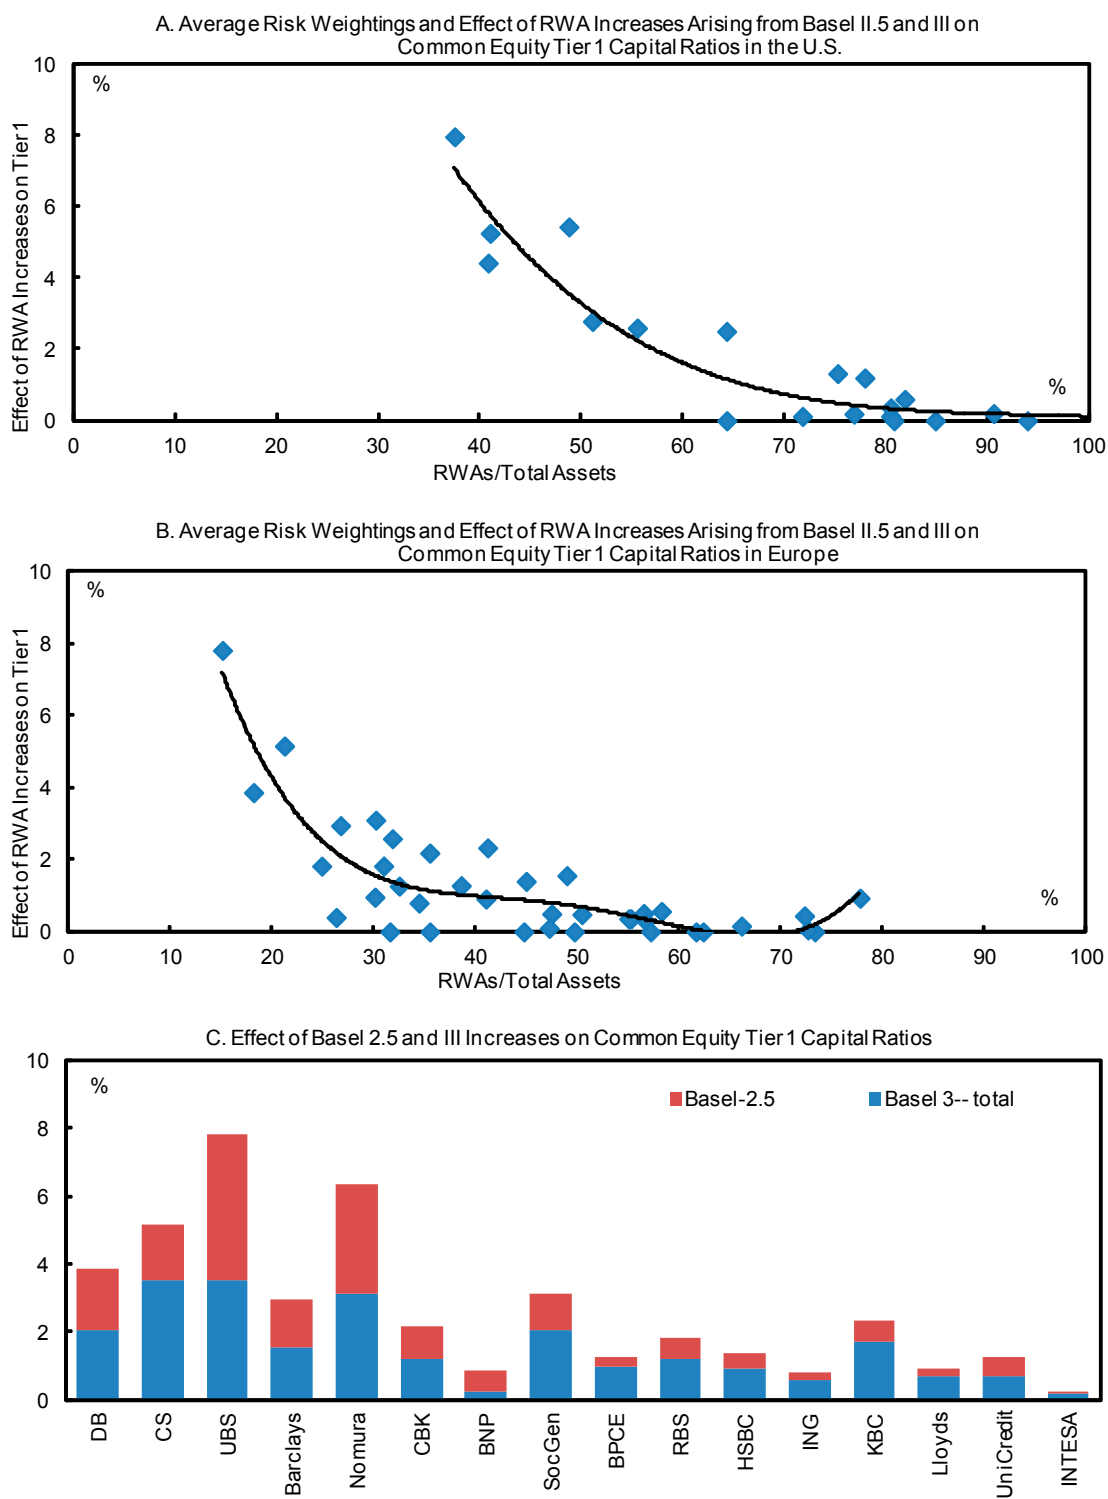 A. Average Risk Weightings and Effect of RWA Increases Arising from Basel II.5 and III on
Common Equity Tier 1 Capital Ratios in the U.S.
10
%
8
6
4
2
0
%
Effect of RWA Increases on Tier 1
0 10 20 30 40 50 60 70 80 90 100
RWAs/Total Assets
B. Average Risk Weightings and Effect of RWA Increases Arising from Basel II.5 and III on
Common Equity Tier 1 Capital Ratios in Europe
10
%
8
6
4
2
0
%
Effect of RWA Increases on Tier 1
0 10 20 30 40 50 60 70 80 90 100
RWAs/Total Assets
C. Effect of Basel 2.5 and III Increases on Common Equity Tier 1 Capital Ratios
10
%
Basel-2.5 Basel 3-- total
8
6
4
2
0
DB CS UBS Barclays Nomura CBK BNP SocGen BPCE RBS HSBC ING KBC Lloyds UniCredit INTESA